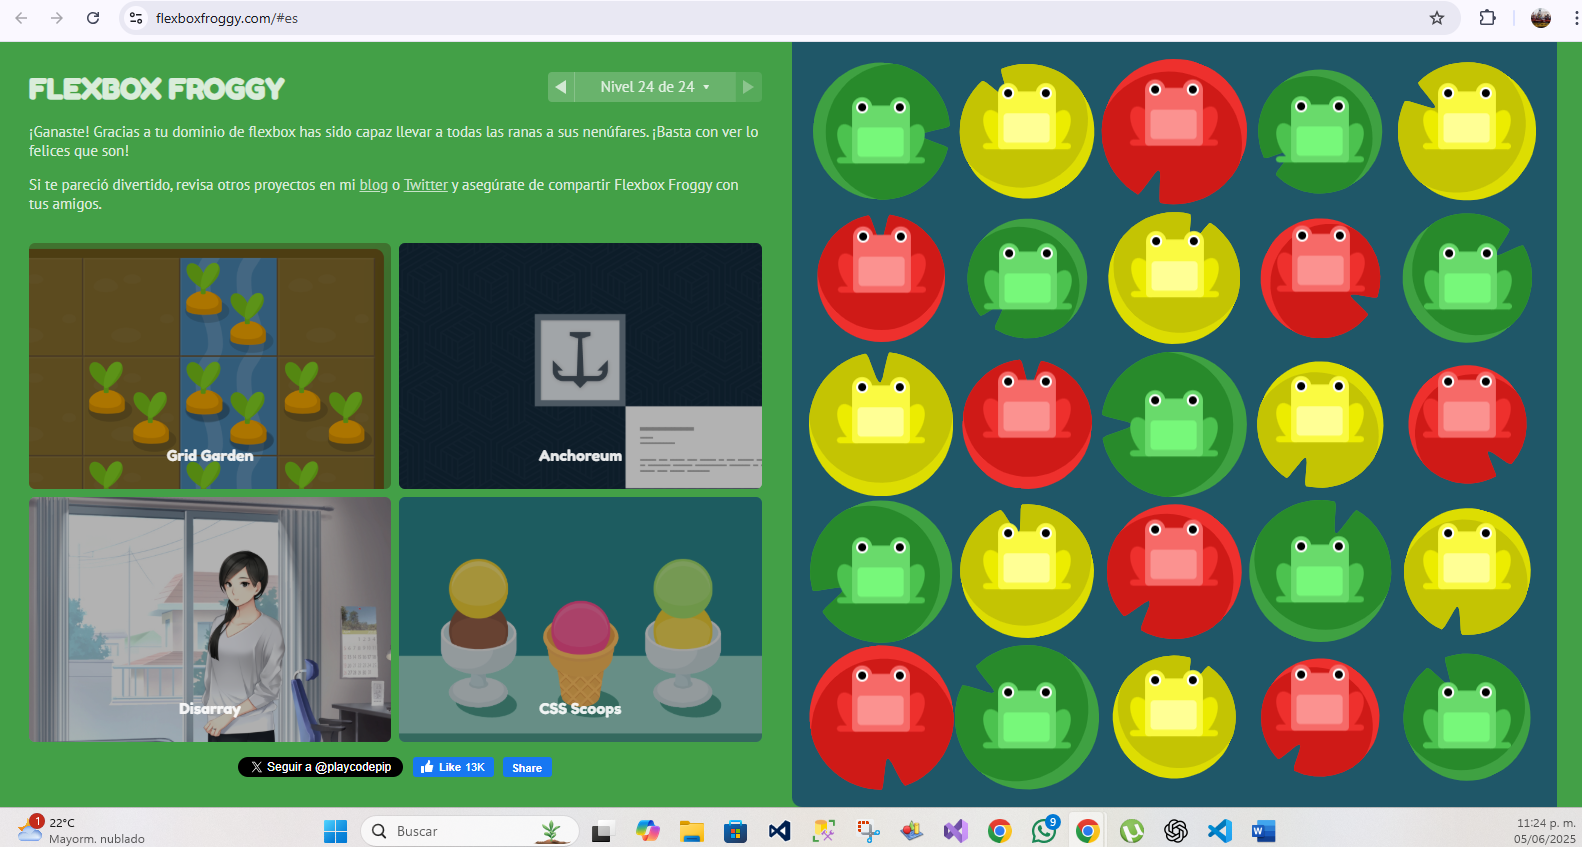 flexboxfroggy.com/#es
FLEXBOX FROGGY
Nivel 24 de 24
¡Ganaste! Gracias a tu dominio de flexbox has sido capaz llevar a todas las ranas a sus nenúfares. ¡Basta con ver lo
felices que son!
Si te pareció divertido, revisa otros proyectos en mi blog o Twitter y asegúrate de compartir Flexbox Froggy con
tus amigos.
Grid Garden
Anchoreum
Disarray
CSS Scoops
Seguir a @playcodepip
Like 13K
Share
1
22°C
Mayorm. nublado
Buscar
9
11:24 p. m.
05/06/2025